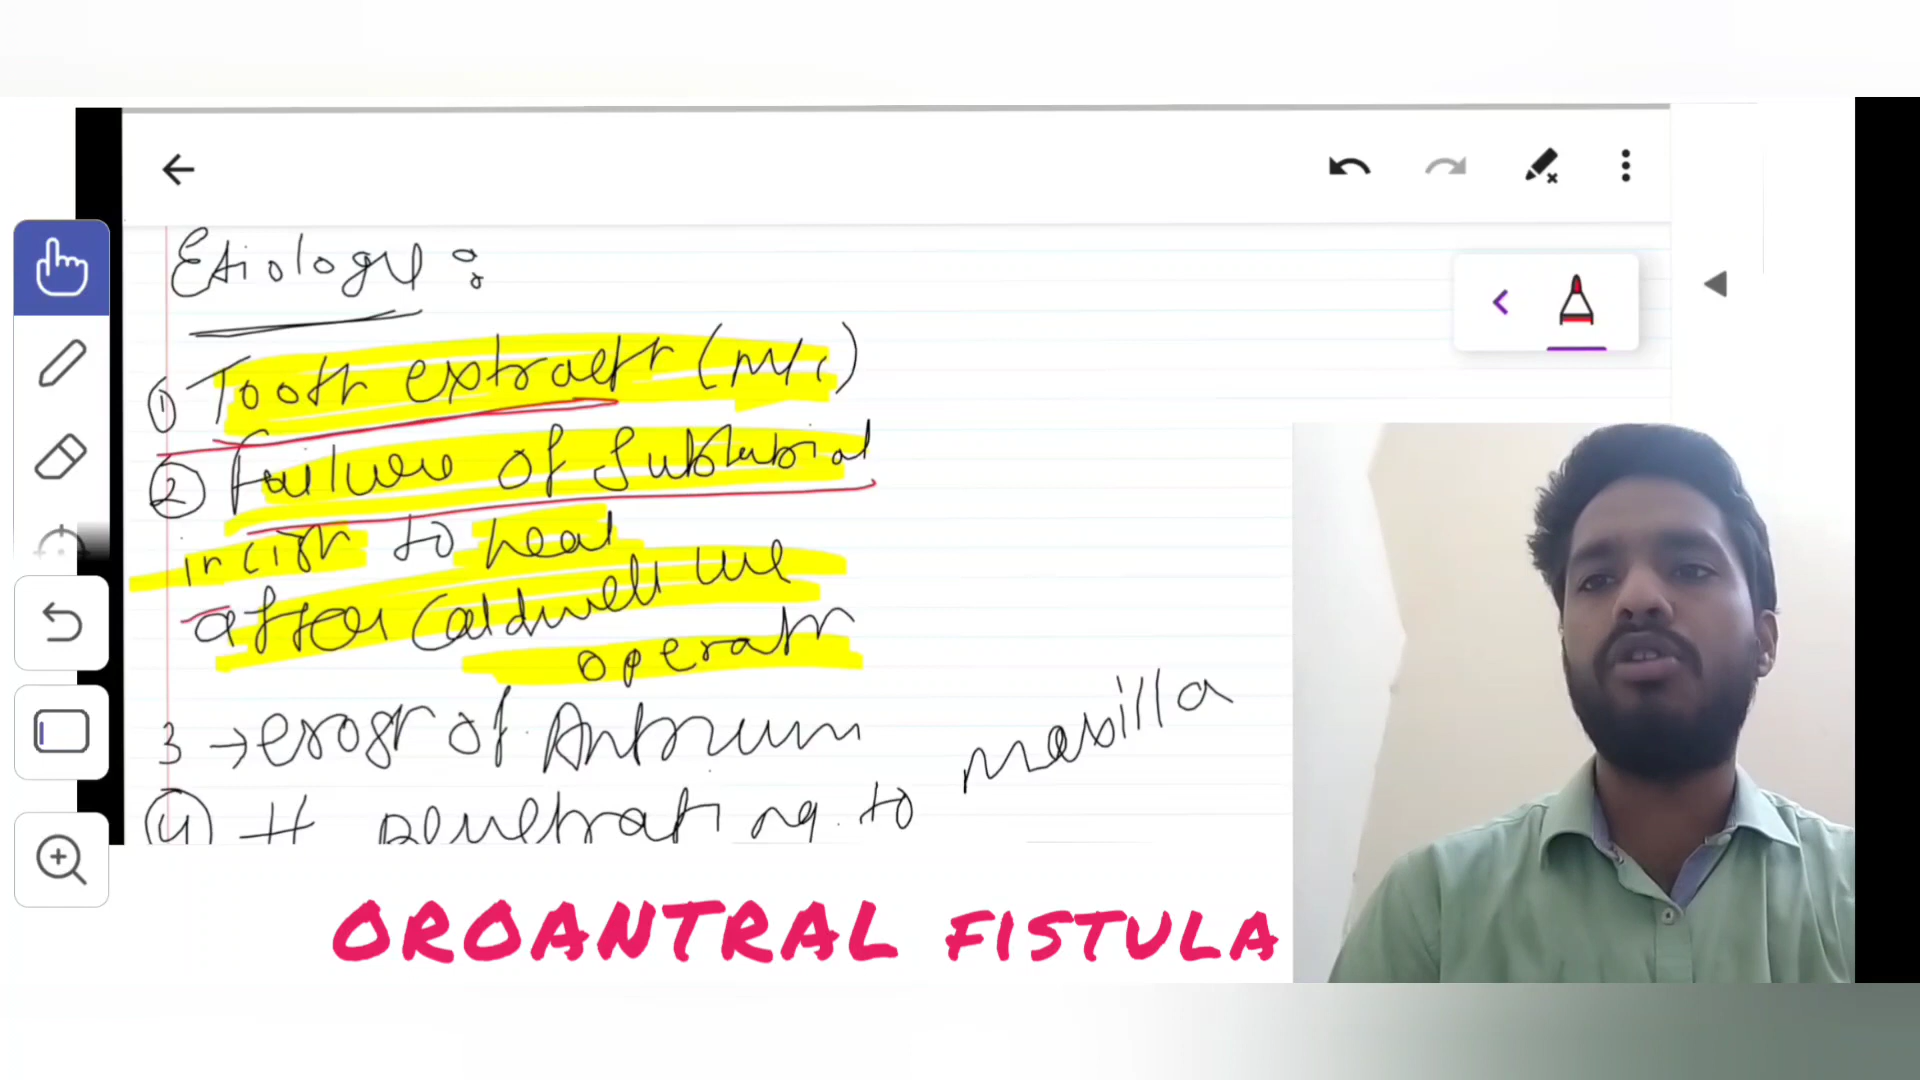 Etiology :
① Tooth extractn (M/C)
② Failure of Sublabial
incisn to heal
after Caldwell luc
operatn
3 → erosn of Antrum
④ # penetrating to maxilla
OROANTRAL FISTULA